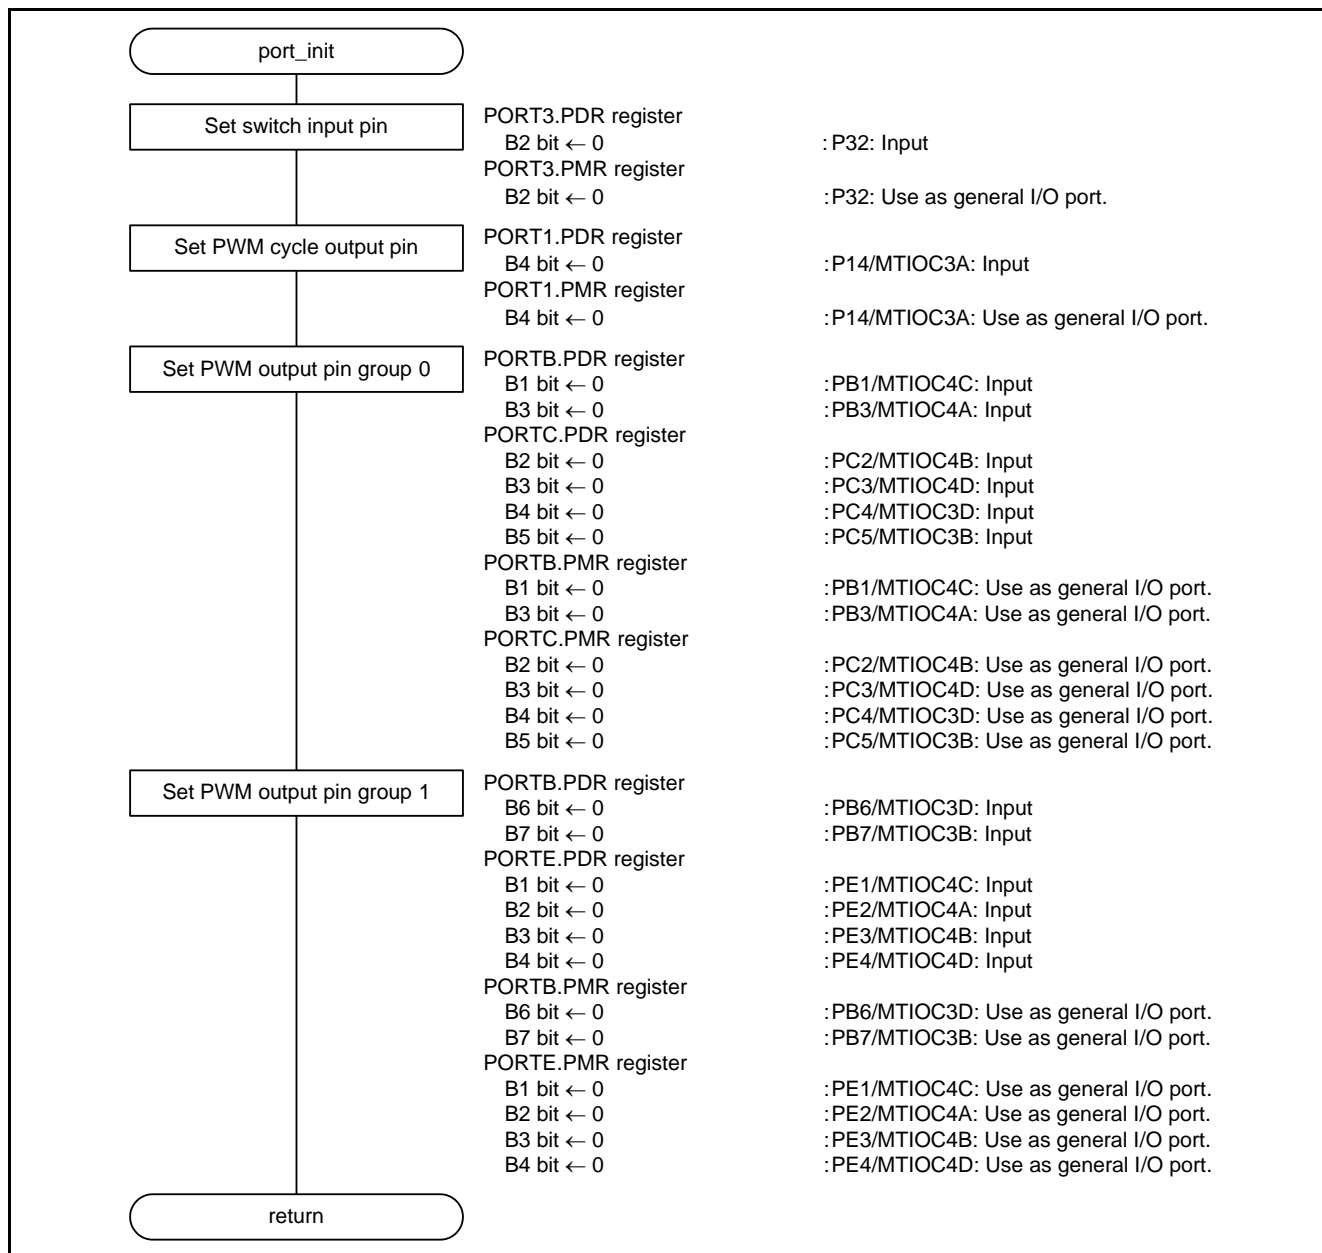 port_init
Set switch input pin
PORT3.PDR register
B2 bit ← 0 : P32: Input
PORT3.PMR register
B2 bit ← 0 : P32: Use as general I/O port.
Set PWM cycle output pin
PORT1.PDR register
B4 bit ← 0 : P14/MTIOC3A: Input
PORT1.PMR register
B4 bit ← 0 : P14/MTIOC3A: Use as general I/O port.
Set PWM output pin group 0
PORTB.PDR register
B1 bit ← 0 : PB1/MTIOC4C: Input
B3 bit ← 0 : PB3/MTIOC4A: Input
PORTC.PDR register
B2 bit ← 0 : PC2/MTIOC4B: Input
B3 bit ← 0 : PC3/MTIOC4D: Input
B4 bit ← 0 : PC4/MTIOC3D: Input
B5 bit ← 0 : PC5/MTIOC3B: Input
PORTB.PMR register
B1 bit ← 0 : PB1/MTIOC4C: Use as general I/O port.
B3 bit ← 0 : PB3/MTIOC4A: Use as general I/O port.
PORTC.PMR register
B2 bit ← 0 : PC2/MTIOC4B: Use as general I/O port.
B3 bit ← 0 : PC3/MTIOC4D: Use as general I/O port.
B4 bit ← 0 : PC4/MTIOC3D: Use as general I/O port.
B5 bit ← 0 : PC5/MTIOC3B: Use as general I/O port.
Set PWM output pin group 1
PORTB.PDR register
B6 bit ← 0 : PB6/MTIOC3D: Input
B7 bit ← 0 : PB7/MTIOC3B: Input
PORTE.PDR register
B1 bit ← 0 : PE1/MTIOC4C: Input
B2 bit ← 0 : PE2/MTIOC4A: Input
B3 bit ← 0 : PE3/MTIOC4B: Input
B4 bit ← 0 : PE4/MTIOC4D: Input
PORTB.PMR register
B6 bit ← 0 : PB6/MTIOC3D: Use as general I/O port.
B7 bit ← 0 : PB7/MTIOC3B: Use as general I/O port.
PORTE.PMR register
B1 bit ← 0 : PE1/MTIOC4C: Use as general I/O port.
B2 bit ← 0 : PE2/MTIOC4A: Use as general I/O port.
B3 bit ← 0 : PE3/MTIOC4B: Use as general I/O port.
B4 bit ← 0 : PE4/MTIOC4D: Use as general I/O port.
return